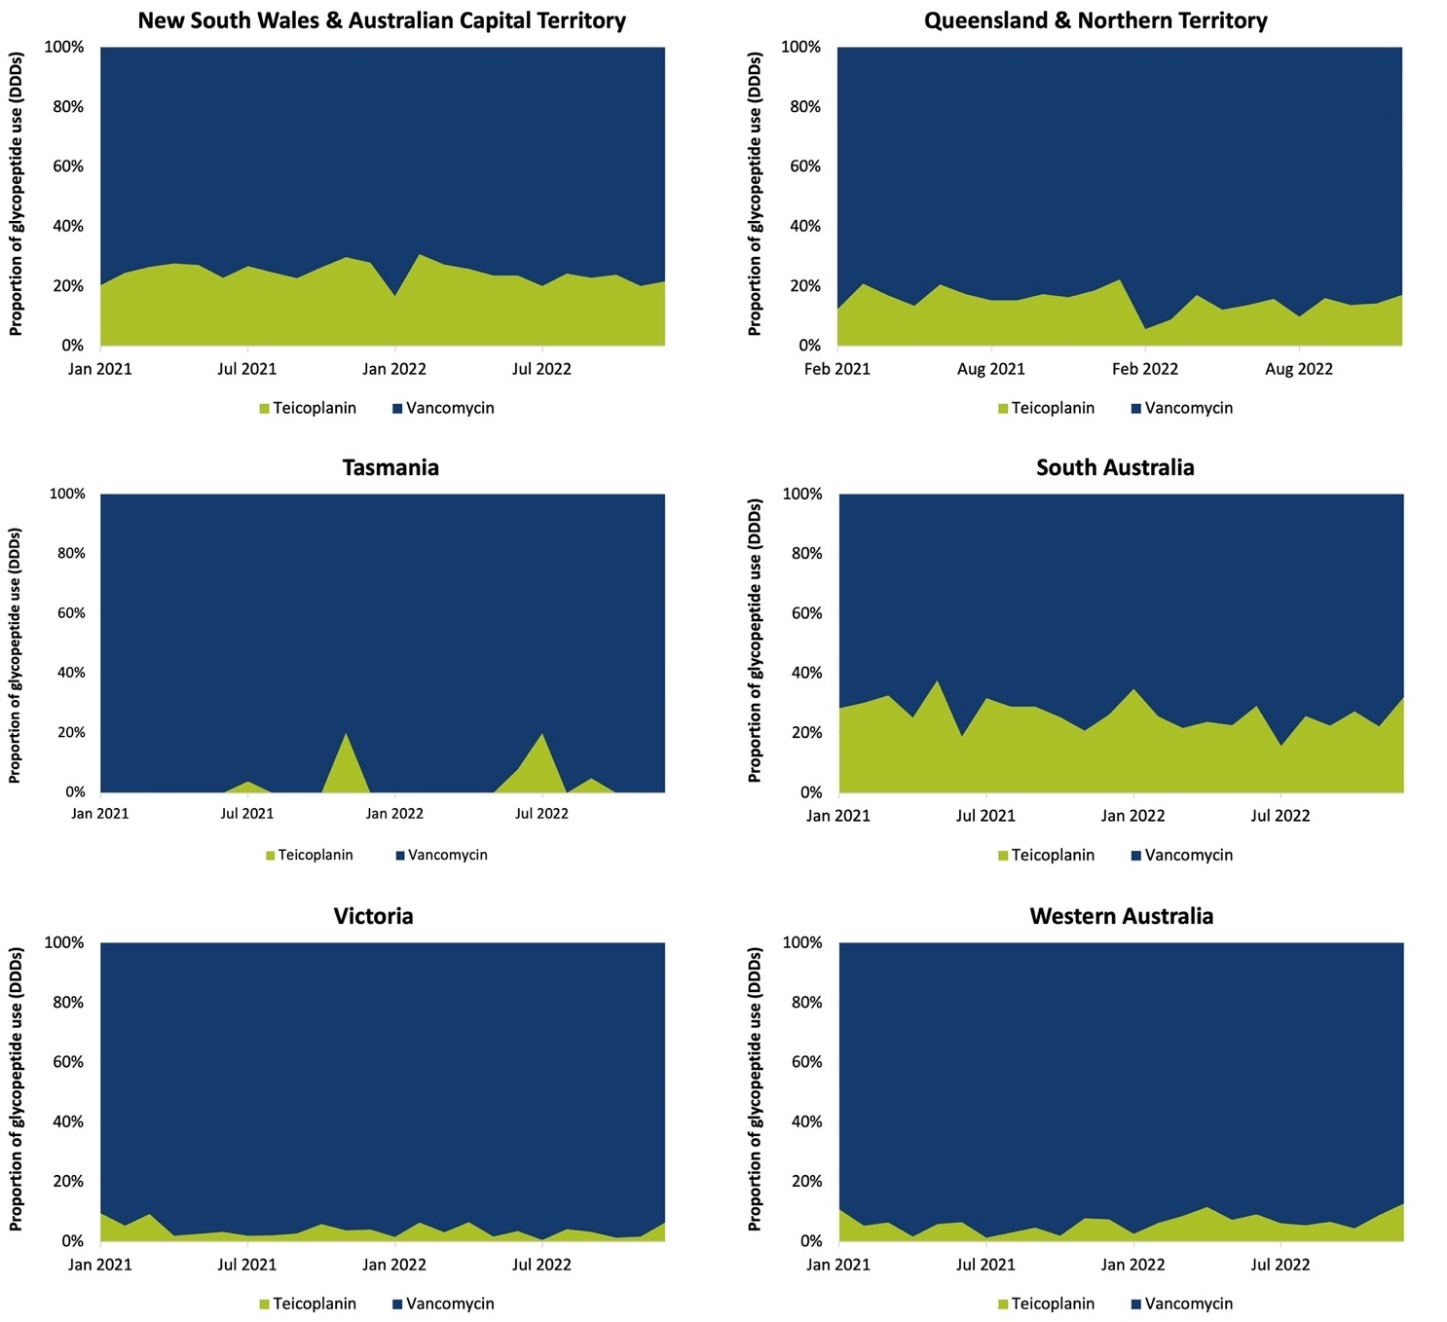 New South Wales & Australian Capital Territory
Proportion of glycopeptide use (DDDs)
100%
80%
60%
40%
20%
0%
Jan 2021 Jul 2021 Jan 2022 Jul 2022
Teicoplanin Vancomycin
Queensland & Northern Territory
Proportion of glycopeptide use (DDDs)
100%
80%
60%
40%
20%
0%
Feb 2021 Aug 2021 Feb 2022 Aug 2022
Teicoplanin Vancomycin
Tasmania
Proportion of glycopeptide use (DDDs)
100%
80%
60%
40%
20%
0%
Jan 2021 Jul 2021 Jan 2022 Jul 2022
Teicoplanin Vancomycin
South Australia
Proportion of glycopeptide use (DDDs)
100%
80%
60%
40%
20%
0%
Jan 2021 Jul 2021 Jan 2022 Jul 2022
Teicoplanin Vancomycin
Victoria
Proportion of glycopeptide use (DDDs)
100%
80%
60%
40%
20%
0%
Jan 2021 Jul 2021 Jan 2022 Jul 2022
Teicoplanin Vancomycin
Western Australia
Proportion of glycopeptide use (DDDs)
100%
80%
60%
40%
20%
0%
Jan 2021 Jul 2021 Jan 2022 Jul 2022
Teicoplanin Vancomycin